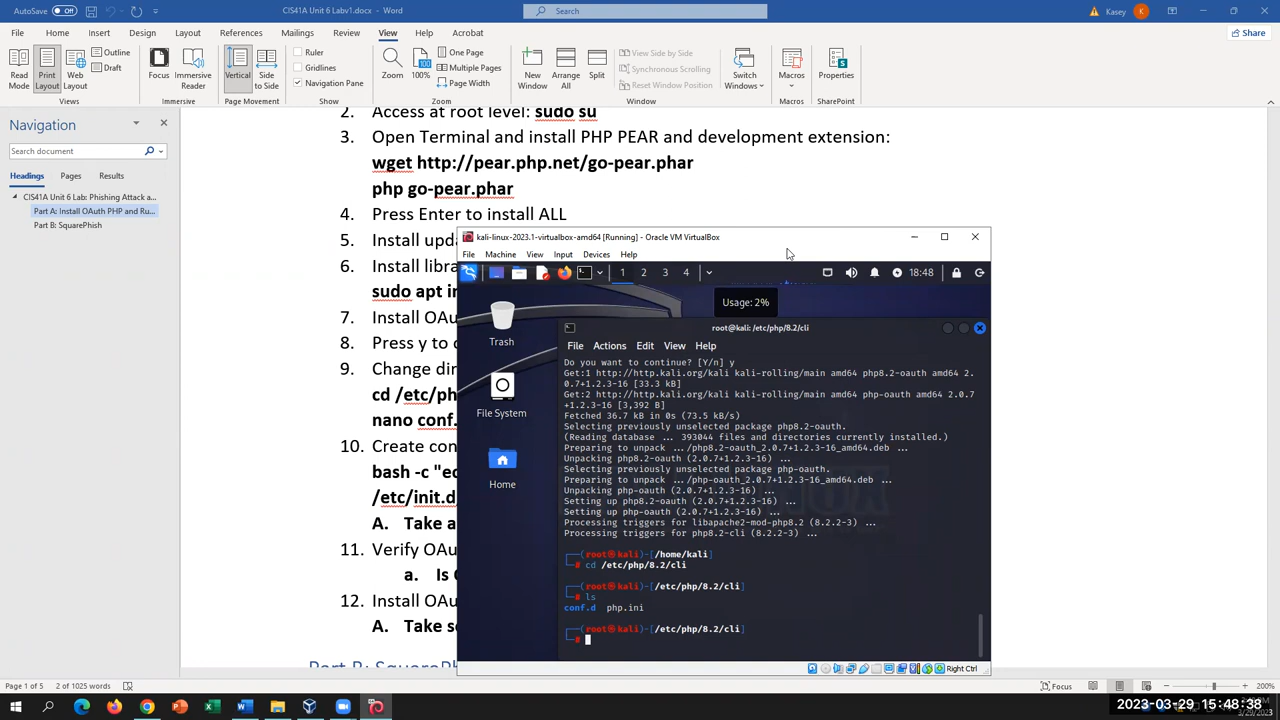 AutoSave Off CIS41A Unit 6 Labv1.docx Search Kasey
File Home Insert Design Layout References Mailings Review View Help Acrobat Share
Read Mode Print Layout Web Layout Outline Draft Focus Immersive Reader Vertical Side to Side Ruler Gridlines Navigation Pane Zoom 100% One Page Multiple Pages Page Width New Window Arrange All Split View Side by Side Synchronous Scrolling Reset Window Position Switch Windows Macros Properties
Views Immersive Page Movement Show Zoom Window Macros SharePoint
Navigation
Search document
Headings Pages Results
CIS41A Unit 6 Lab: Phishing Attack a...
Part A: Install OAuth PHP and Ru...
Part B: SquarePhish
2. Access at root level: sudo su
3. Open Terminal and install PHP PEAR and development extension:
wget http://pear.php.net/go-pear.phar
php go-pear.phar
4. Press Enter to install ALL
5. Install upd
6. Install libra
sudo apt in
7. Install OAu
8. Press y to c
9. Change dir
cd /etc/ph
nano conf.
10. Create con
bash -c "ec
/etc/init.d
A. Take a
11. Verify OAu
a. Is O
12. Install OAu
A. Take sc
Part B: SquareP
kali-linux-2023.1-virtualbox-amd64 [Running] - Oracle VM VirtualBox
File Machine View Input Devices Help
1 2 3 4 18:48
Usage: 2%
Trash
File System
Home
root@kali: /etc/php/8.2/cli
File Actions Edit View Help
Do you want to continue? [Y/n] y
Get:1 http://http.kali.org/kali kali-rolling/main amd64 php8.2-oauth amd64 2.
0.7+1.2.3-16 [33.3 kB]
Get:2 http://http.kali.org/kali kali-rolling/main amd64 php-oauth amd64 2.0.7
+1.2.3-16 [3,392 B]
Fetched 36.7 kB in 0s (73.5 kB/s)
Selecting previously unselected package php8.2-oauth.
(Reading database ... 393044 files and directories currently installed.)
Preparing to unpack .../php8.2-oauth_2.0.7+1.2.3-16_amd64.deb ...
Unpacking php8.2-oauth (2.0.7+1.2.3-16) ...
Selecting previously unselected package php-oauth.
Preparing to unpack .../php-oauth_2.0.7+1.2.3-16_amd64.deb ...
Unpacking php-oauth (2.0.7+1.2.3-16) ...
Setting up php8.2-oauth (2.0.7+1.2.3-16) ...
Setting up php-oauth (2.0.7+1.2.3-16) ...
Processing triggers for libapache2-mod-php8.2 (8.2.2-3) ...
Processing triggers for php8.2-cli (8.2.2-3) ...
┌──(root㉿kali)-[/home/kali]
└─# cd /etc/php/8.2/cli
┌──(root㉿kali)-[/etc/php/8.2/cli]
└─# ls
conf.d php.ini
┌──(root㉿kali)-[/etc/php/8.2/cli]
└─#
Right Ctrl
Page 1 of 5 2 of 1025 words Focus 200%
2023-03-29 15:48:38
3/29/2023